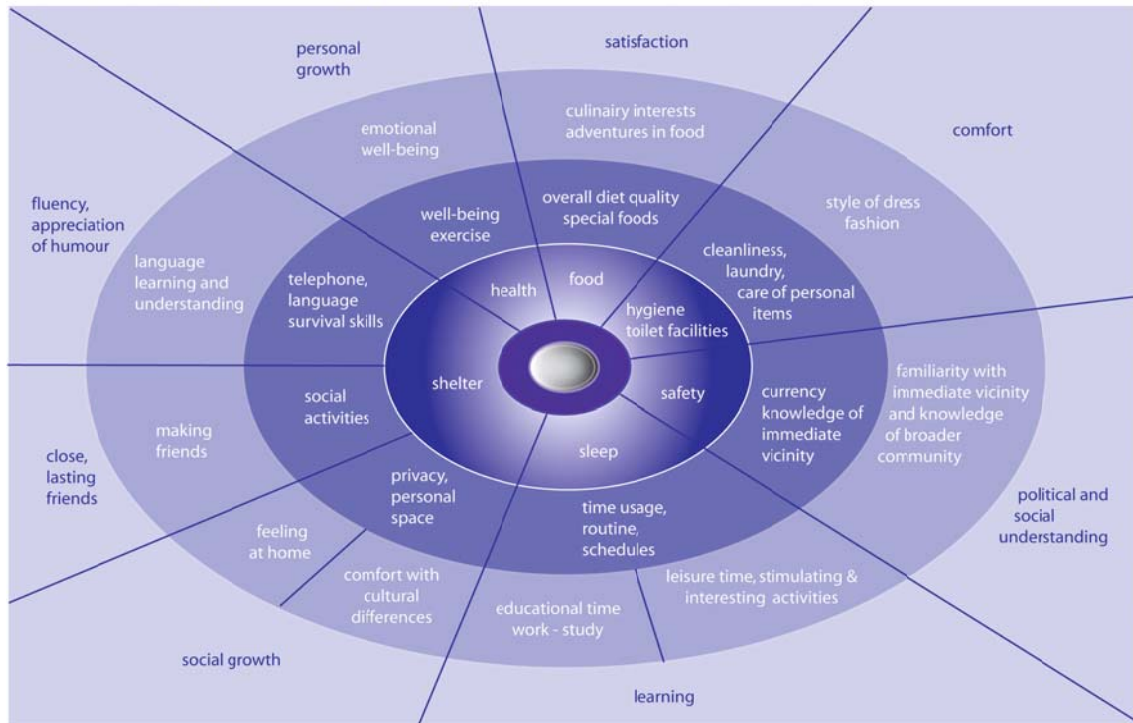 personal
growth
satisfaction
comfort
fluency,
appreciation
of humour
close,
lasting
friends
social growth
learning
political and
social
understanding
emotional
well-being
culinairy interests
adventures in food
style of dress
fashion
language
learning and
understanding
making
friends
feeling
at home
comfort with
cultural
differences
educational time
work - study
leisure time, stimulating &
interesting activities
familiarity with
immediate vicinity
and knowledge
of broader
community
well-being
exercise
overall diet quality
special foods
cleanliness,
laundry,
care of personal
items
telephone,
language
survival skills
social
activities
privacy,
personal
space
time usage,
routine,
schedules
currency
knowledge of
immediate
vicinity
health
food
hygiene
toilet facilities
shelter
safety
sleep